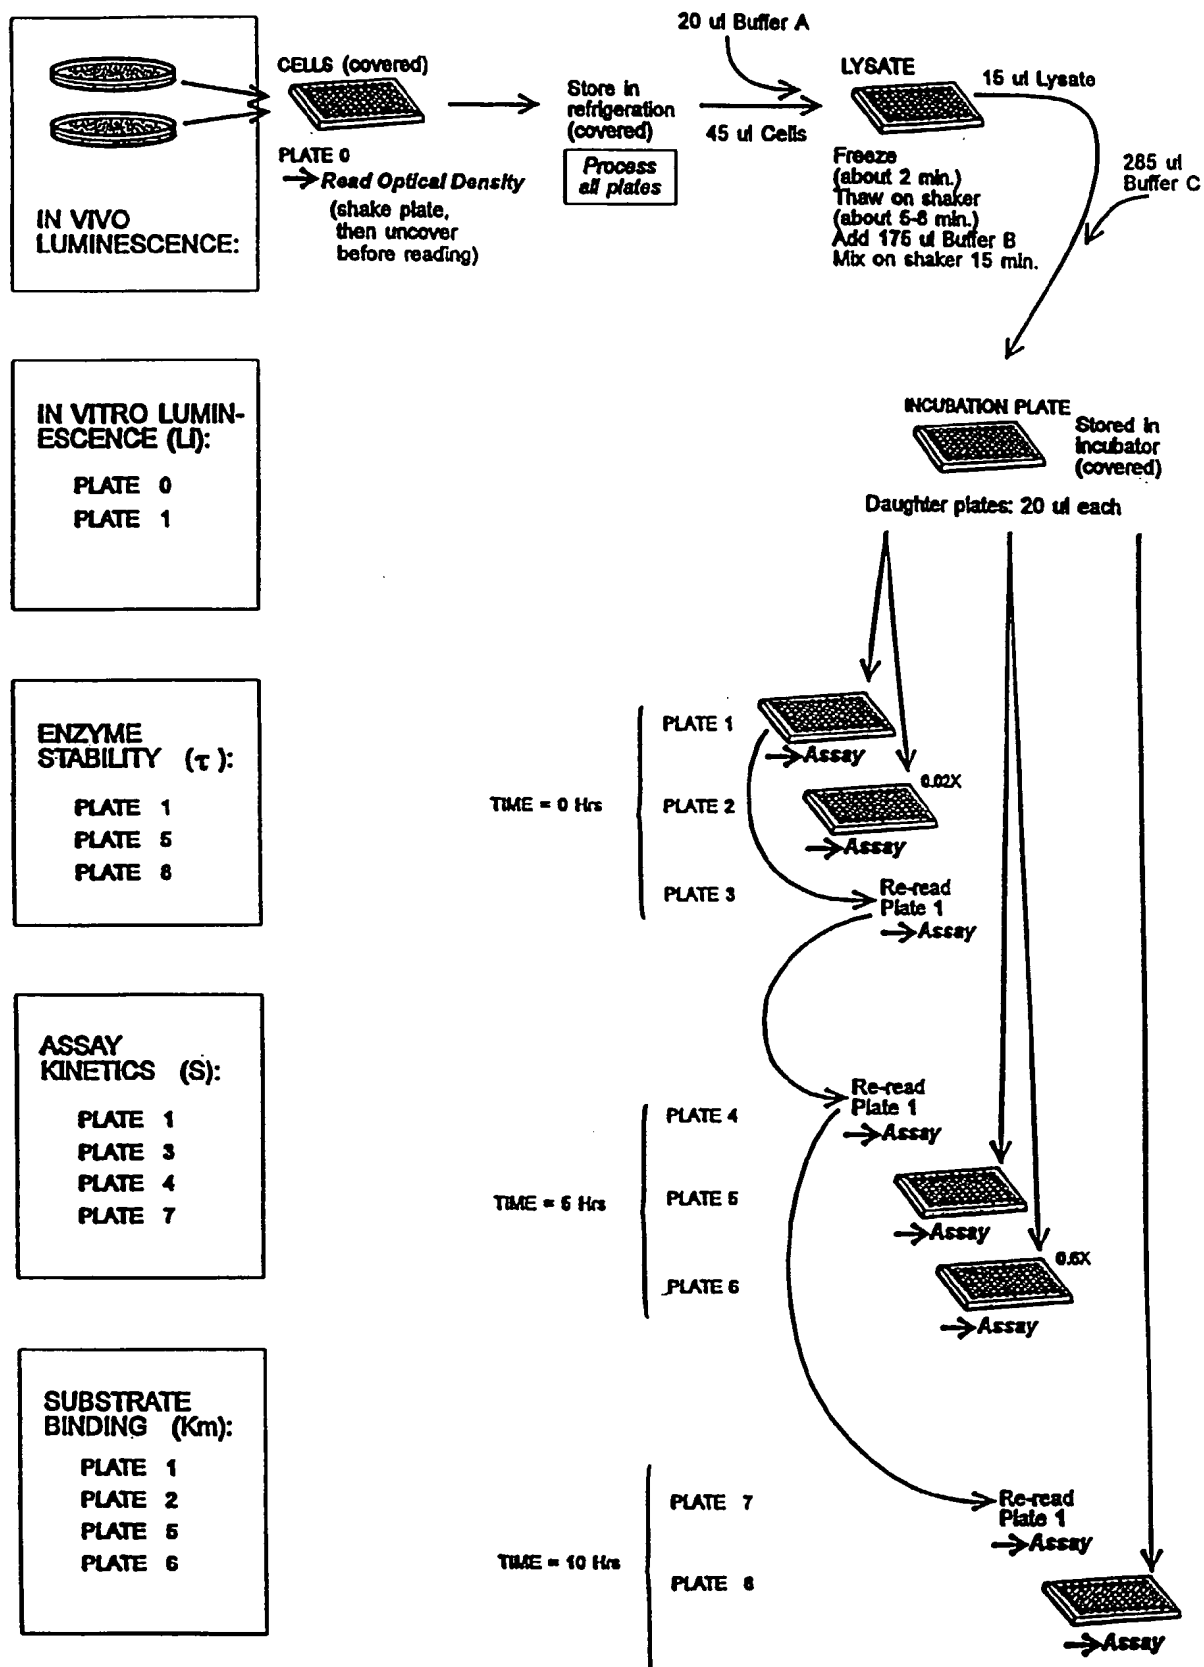 IN VIVO
LUMINESCENCE:
CELLS (covered)
PLATE 0
Read Optical Density
(shake plate,
then uncover
before reading)
Store in
refrigeration
(covered)
Process
all plates
20 ul Buffer A
45 ul Cells
LYSATE
Freeze
(about 2 min.)
Thaw on shaker
(about 5-6 min.)
Add 175 ul Buffer B
Mix on shaker 15 min.
15 ul Lysate
285 ul
Buffer C
IN VITRO LUMIN-
ESCENCE (LI):
PLATE 0
PLATE 1
INCUBATION PLATE
Stored in
incubator
(covered)
Daughter plates: 20 ul each
ENZYME
STABILITY (τ):
PLATE 1
PLATE 5
PLATE 8
TIME = 0 Hrs
PLATE 1
Assay
PLATE 2
0.02X
Assay
PLATE 3
Re-read
Plate 1
Assay
ASSAY
KINETICS (S):
PLATE 1
PLATE 3
PLATE 4
PLATE 7
TIME = 5 Hrs
PLATE 4
Re-read
Plate 1
Assay
PLATE 5
Assay
PLATE 6
0.5X
Assay
SUBSTRATE
BINDING (Km):
PLATE 1
PLATE 2
PLATE 5
PLATE 6
TIME = 10 Hrs
PLATE 7
Re-read
Plate 1
Assay
PLATE 8
Assay